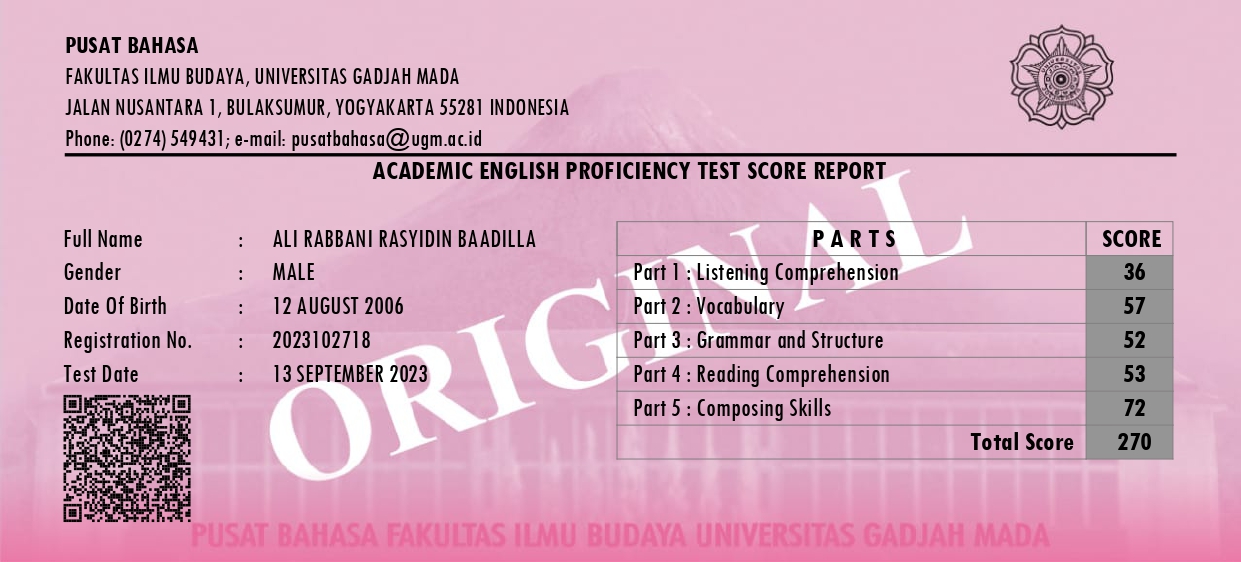 PUSAT BAHASA
FAKULTAS ILMU BUDAYA, UNIVERSITAS GADJAH MADA
JALAN NUSANTARA 1, BULAKSUMUR, YOGYAKARTA 55281 INDONESIA
Phone: (0274) 549431; e-mail: pusatbahasa@ugm.ac.id
ACADEMIC ENGLISH PROFICIENCY TEST SCORE REPORT
Full Name : ALI RABBANI RASYIDIN BAADILLA
Gender : MALE
Date Of Birth : 12 AUGUST 2006
Registration No. : 2023102718
Test Date : 13 SEPTEMBER 2023
PARTS SCORE
Part 1 : Listening Comprehension 36
Part 2 : Vocabulary 57
Part 3 : Grammar and Structure 52
Part 4 : Reading Comprehension 53
Part 5 : Composing Skills 72
Total Score 270
ORIGINAL
PUSAT BAHASA FAKULTAS ILMU BUDAYA UNIVERSITAS GADJAH MADA